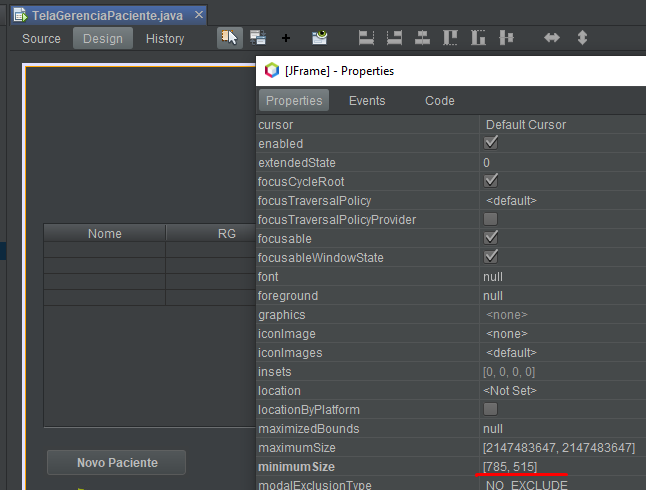 TelaGerenciaPaciente.java
Source Design History
[JFrame] - Properties
Properties Events Code
cursor Default Cursor
enabled
extendedState 0
focusCycleRoot
focusTraversalPolicy <default>
focusTraversalPolicyProvider
focusable
focusableWindowState
font null
foreground null
graphics <none>
iconImage <none>
iconImages <default>
insets [0, 0, 0, 0]
location <Not Set>
locationByPlatform
maximizedBounds null
maximumSize [2147483647, 2147483647]
minimumSize [785, 515]
modalExclusionType NO_EXCLUDE
Nome RG
Novo Paciente